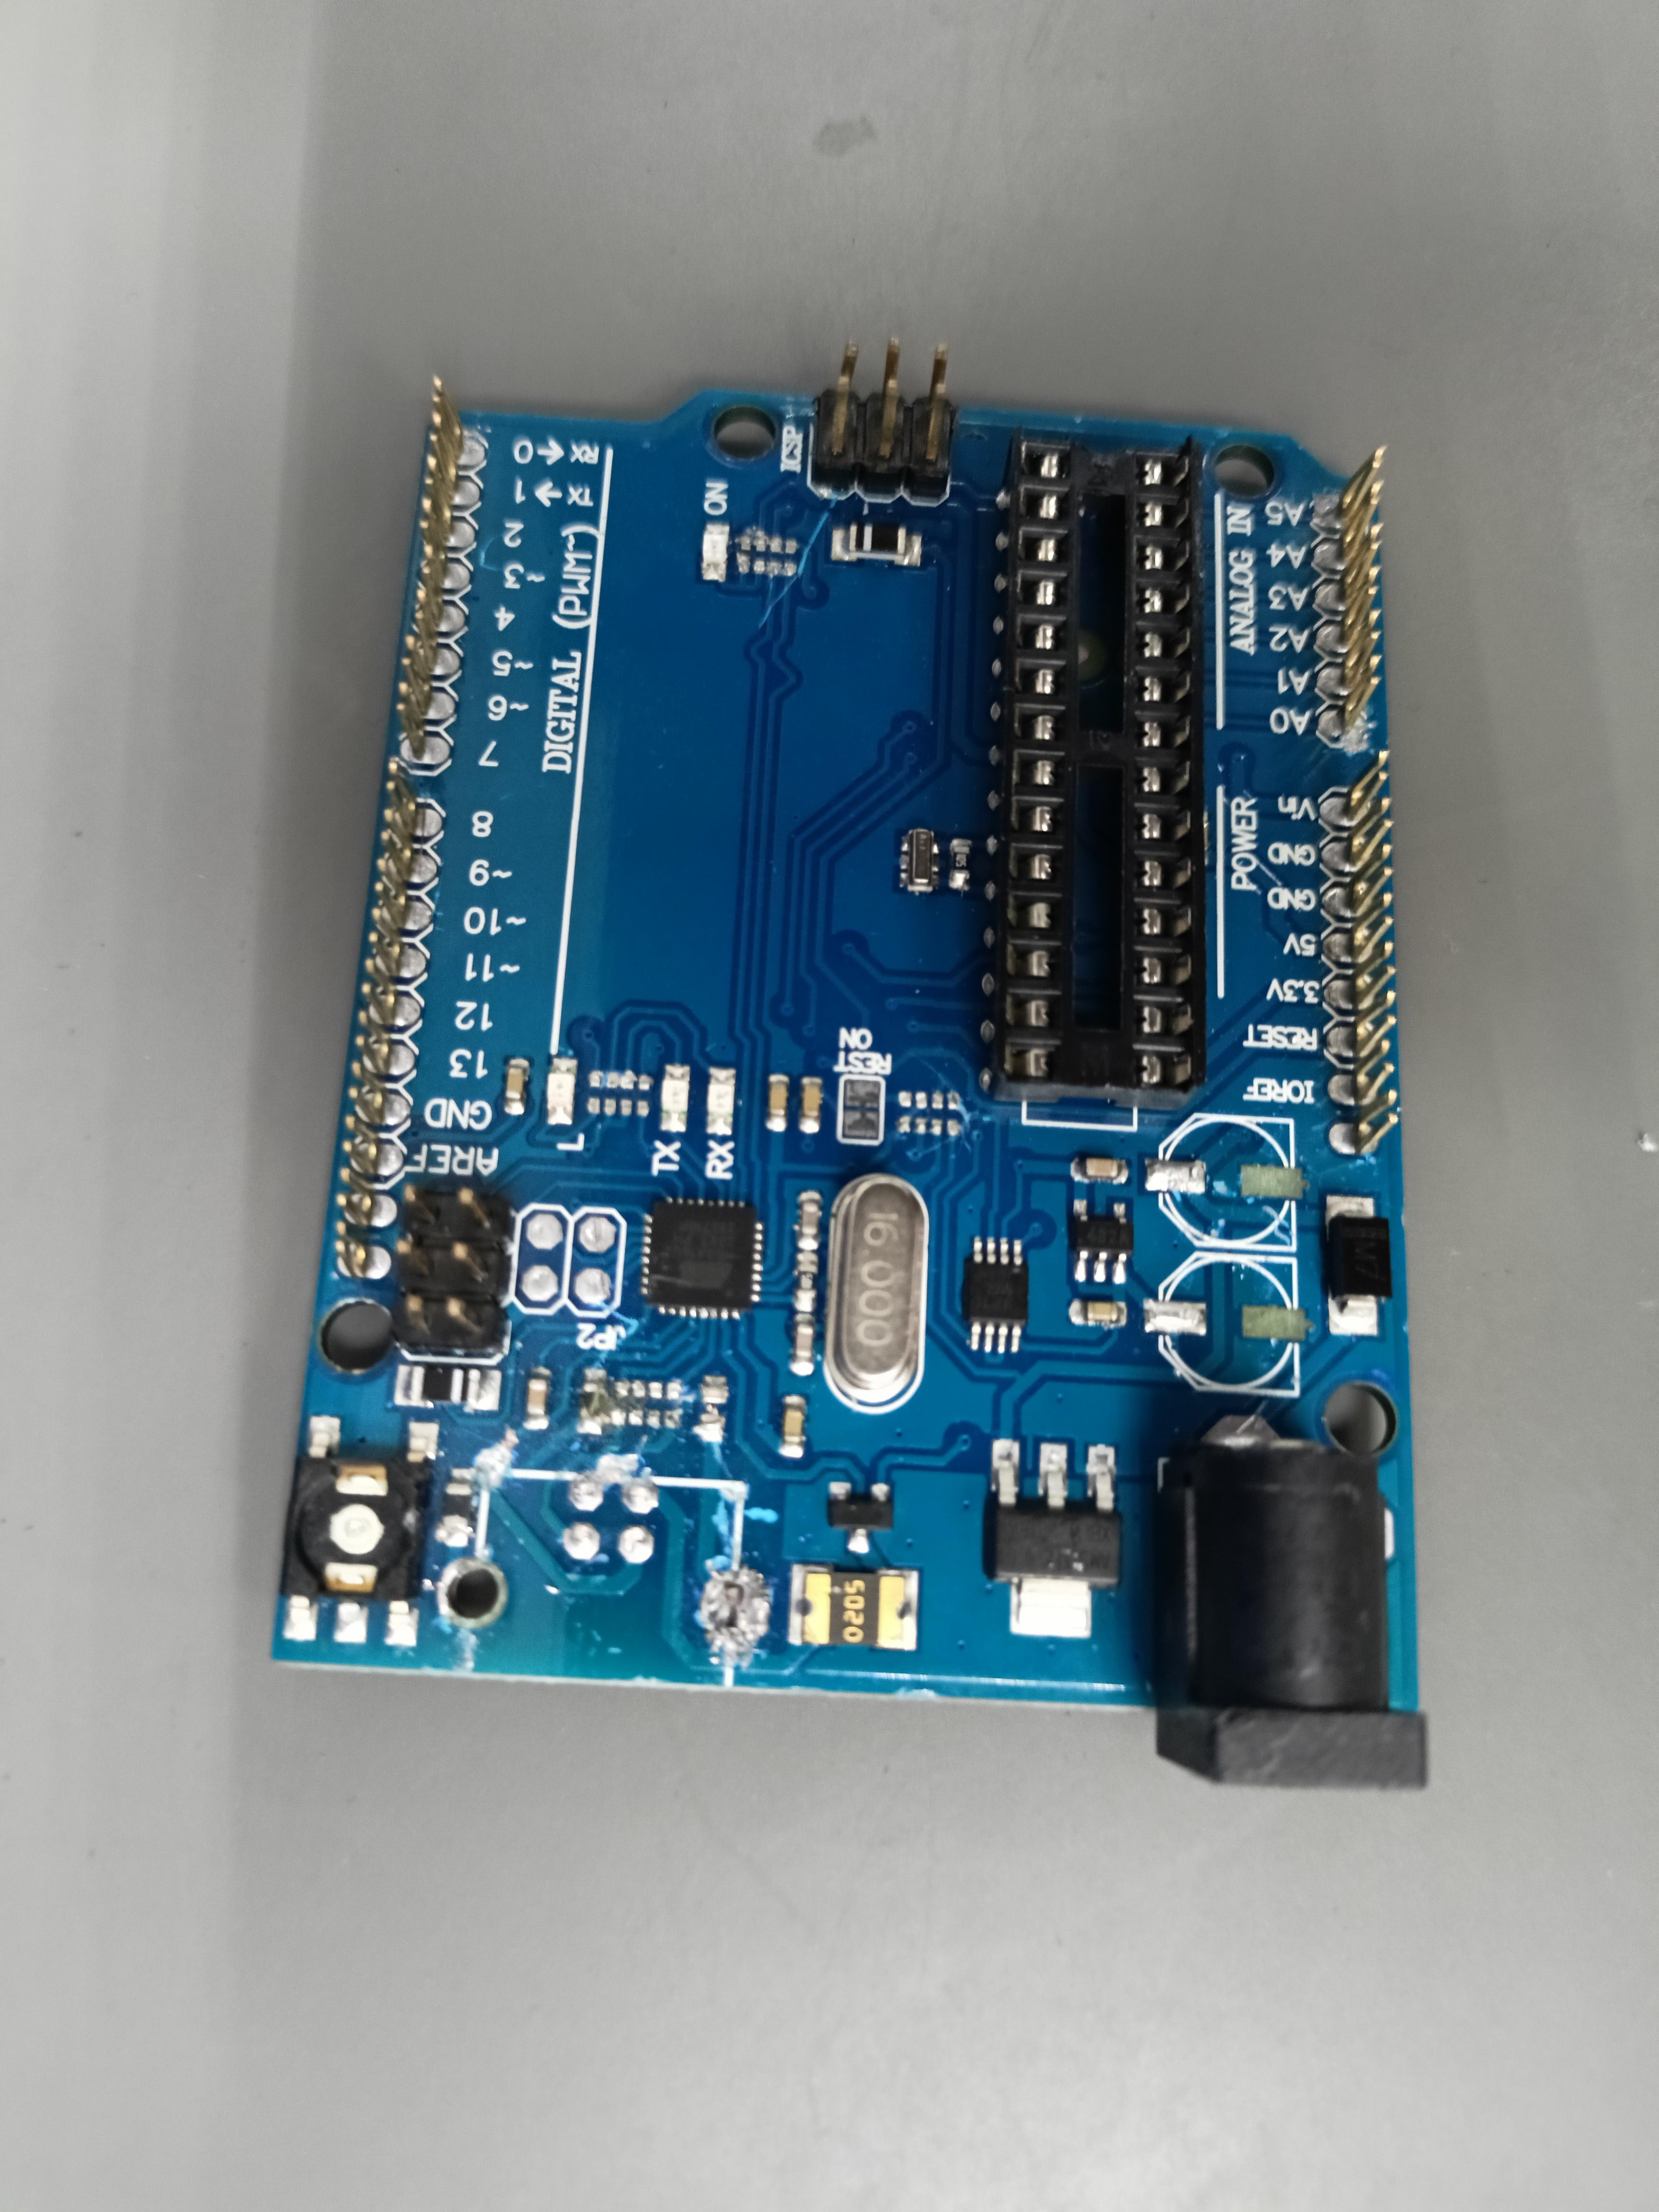 ICSP
ON
RX
TX
0
1
2
~3
4
~5
~6
7
DIGITAL (PWM~)
8
~9
~10
~11
12
13
GND
AREF
A5
A4
A3
A2
A1
A0
ANALOG IN
POWER
Vin
GND
GND
5V
3.3V
RESET
IOREF
REST
ON
L
TX
RX
JP2
16.000
M7
0205
501